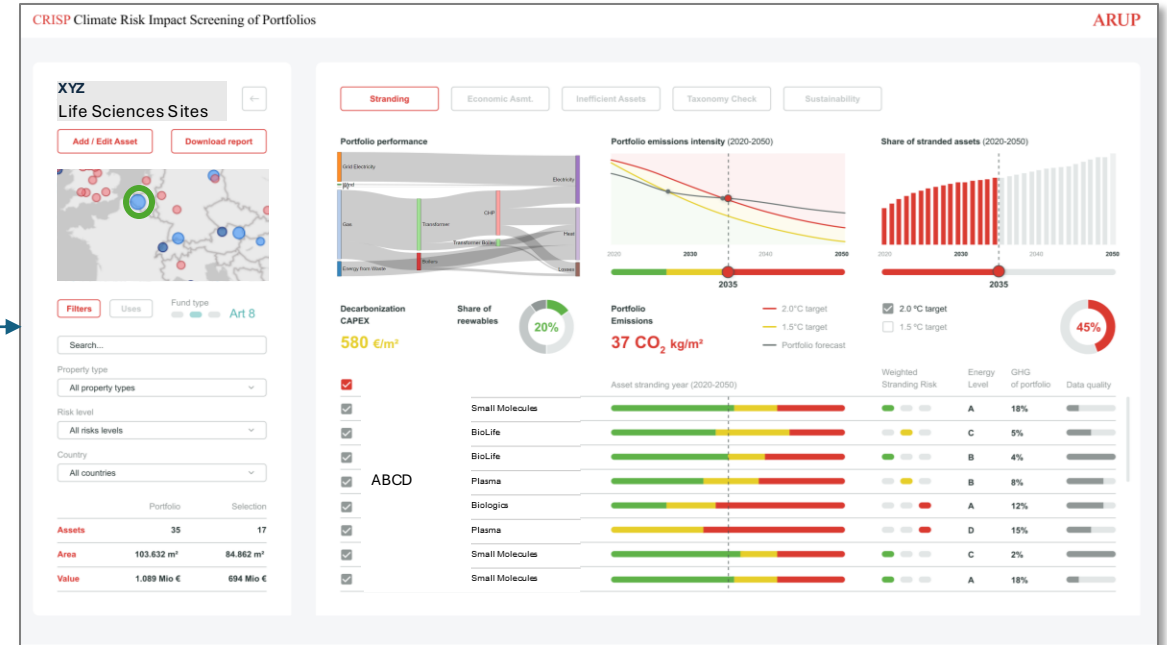 CRISP Climate Risk Impact Screening of Portfolios
ARUP
XYZ
Life Sciences Sites
←
Add / Edit Asset
Download report
Filters
Uses
Fund type
Art 8
Search...
Property type
All property types
Risk level
All risks levels
Country
All countries
Portfolio Selection
Assets 35 17
Area 103.632 m² 84.862 m²
Value 1.089 Mio € 694 Mio €
Stranding
Economic Asmt.
Inefficient Assets
Taxonomy Check
Sustainability
Portfolio performance
Grid Electricity
Gas
Energy from Waste
Transformer
Boilers
CHP
Transformer Boiler
Electricity
Heat
Losses
Portfolio emissions intensity (2020-2050)
2020 2030 2040 2050
2035
Share of stranded assets (2020-2050)
2020 2030 2040 2050
2035
Decarbonization
CAPEX
580 €/m²
Share of
reewables
20%
Portfolio
Emissions
37 CO₂ kg/m²
2.0°C target
1.5°C target
Portfolio forecast
2.0 °C target
1.5 °C target
45%
Asset stranding year (2020-2050)
Weighted
Stranding Risk
Energy
Level
GHG
of portfolio
Data quality
Small Molecules A 18%
BioLife C 5%
BioLife B 4%
ABCD
Plasma B 8%
Biologics A 12%
Plasma D 15%
Small Molecules C 2%
Small Molecules A 18%